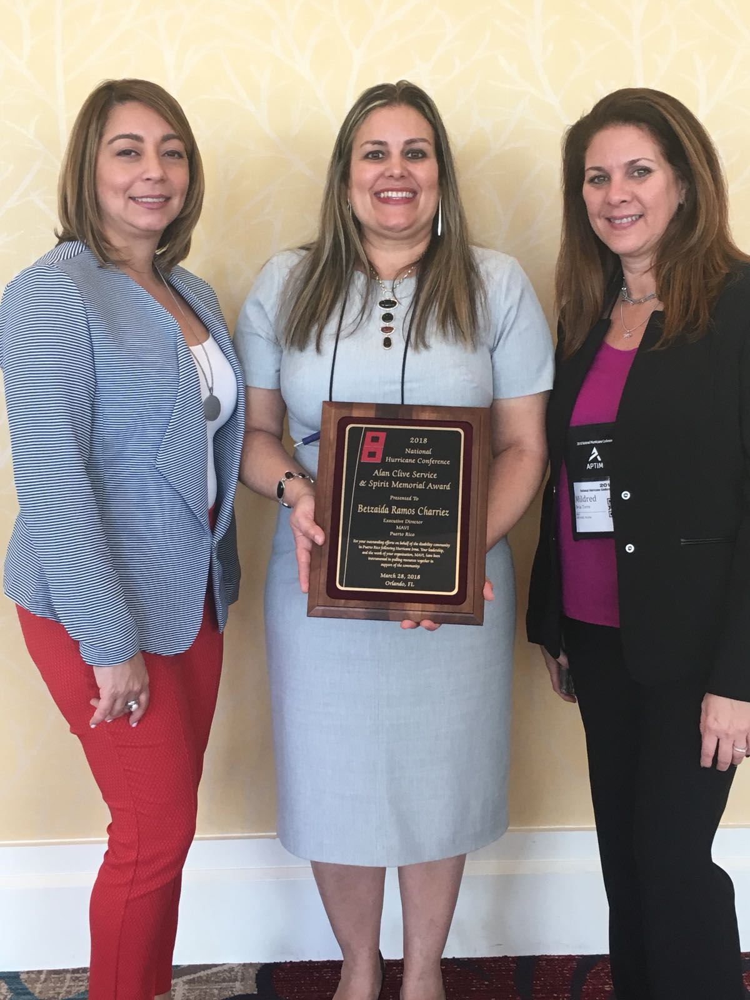 2018
National
Hurricane Conference
Alan Clive Service
& Spirit Memorial Award
Presented To
Betzaida Ramos Charriez
Executive Director
MAVI
Puerto Rico
For your outstanding efforts on behalf of the disability community
in Puerto Rico following Hurricane Irma. Your leadership,
and the work of your organization, MAVI, have been
instrumental in pulling resources together in
support of the community.
March 28, 2018
Orlando, FL
2018 National Hurricane Conference
APTIM
201
National Hurricane Conference
Mildred
de la Torre